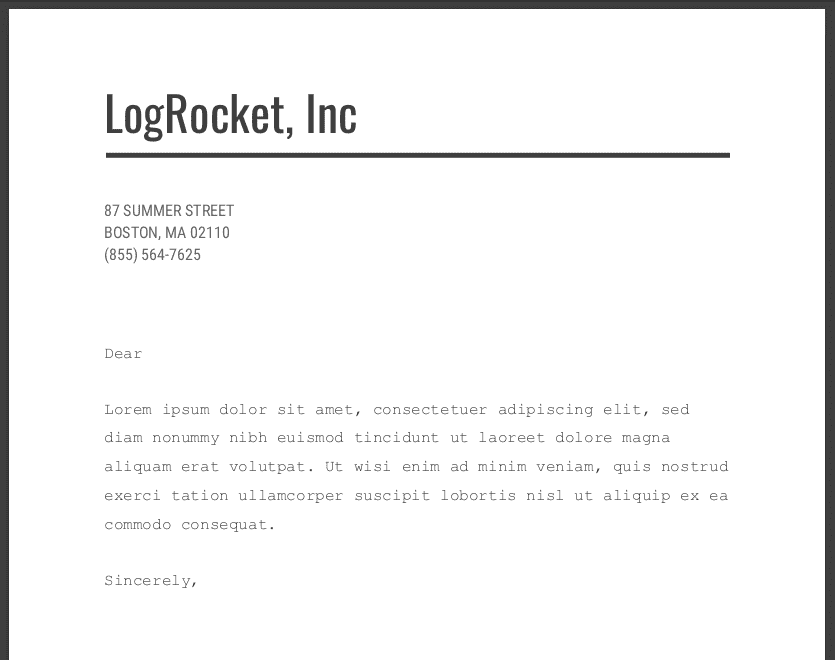 LogRocket, Inc
87 SUMMER STREET
BOSTON, MA 02110
(855) 564-7625
Dear
Lorem ipsum dolor sit amet, consectetuer adipiscing elit, sed
diam nonummy nibh euismod tincidunt ut laoreet dolore magna
aliquam erat volutpat. Ut wisi enim ad minim veniam, quis nostrud
exerci tation ullamcorper suscipit lobortis nisl ut aliquip ex ea
commodo consequat.
Sincerely,